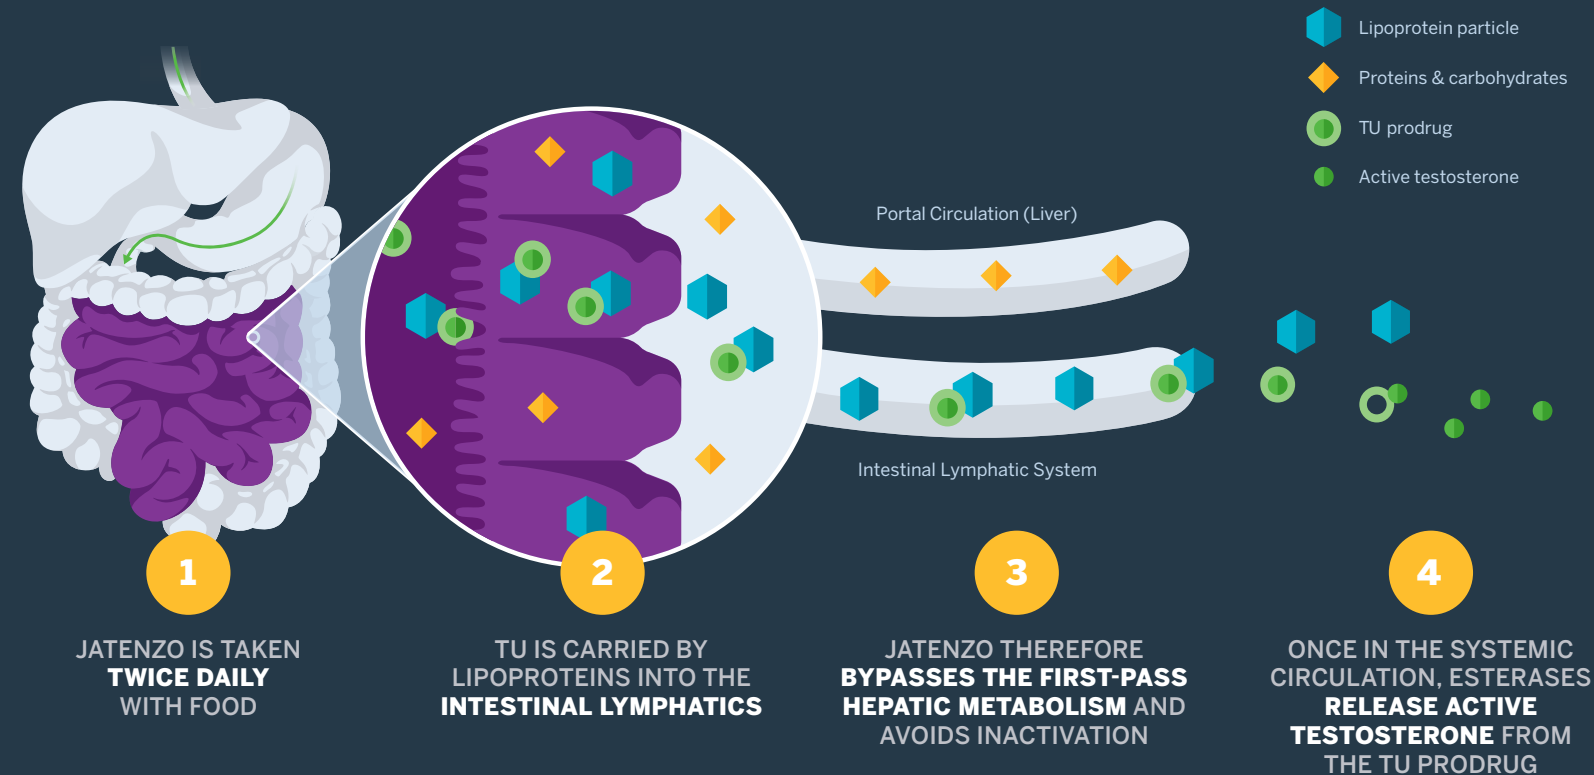 Lipoprotein particle
Proteins & carbohydrates
TU prodrug
Active testosterone
Portal Circulation (Liver)
Intestinal Lymphatic System
1
JATENZO IS TAKEN
TWICE DAILY
WITH FOOD
2
TU IS CARRIED BY
LIPOPROTEINS INTO THE
INTESTINAL LYMPHATICS
3
JATENZO THEREFORE
BYPASSES THE FIRST-PASS
HEPATIC METABOLISM AND
AVOIDS INACTIVATION
4
ONCE IN THE SYSTEMIC
CIRCULATION, ESTERASES
RELEASE ACTIVE
TESTOSTERONE FROM
THE TU PRODRUG